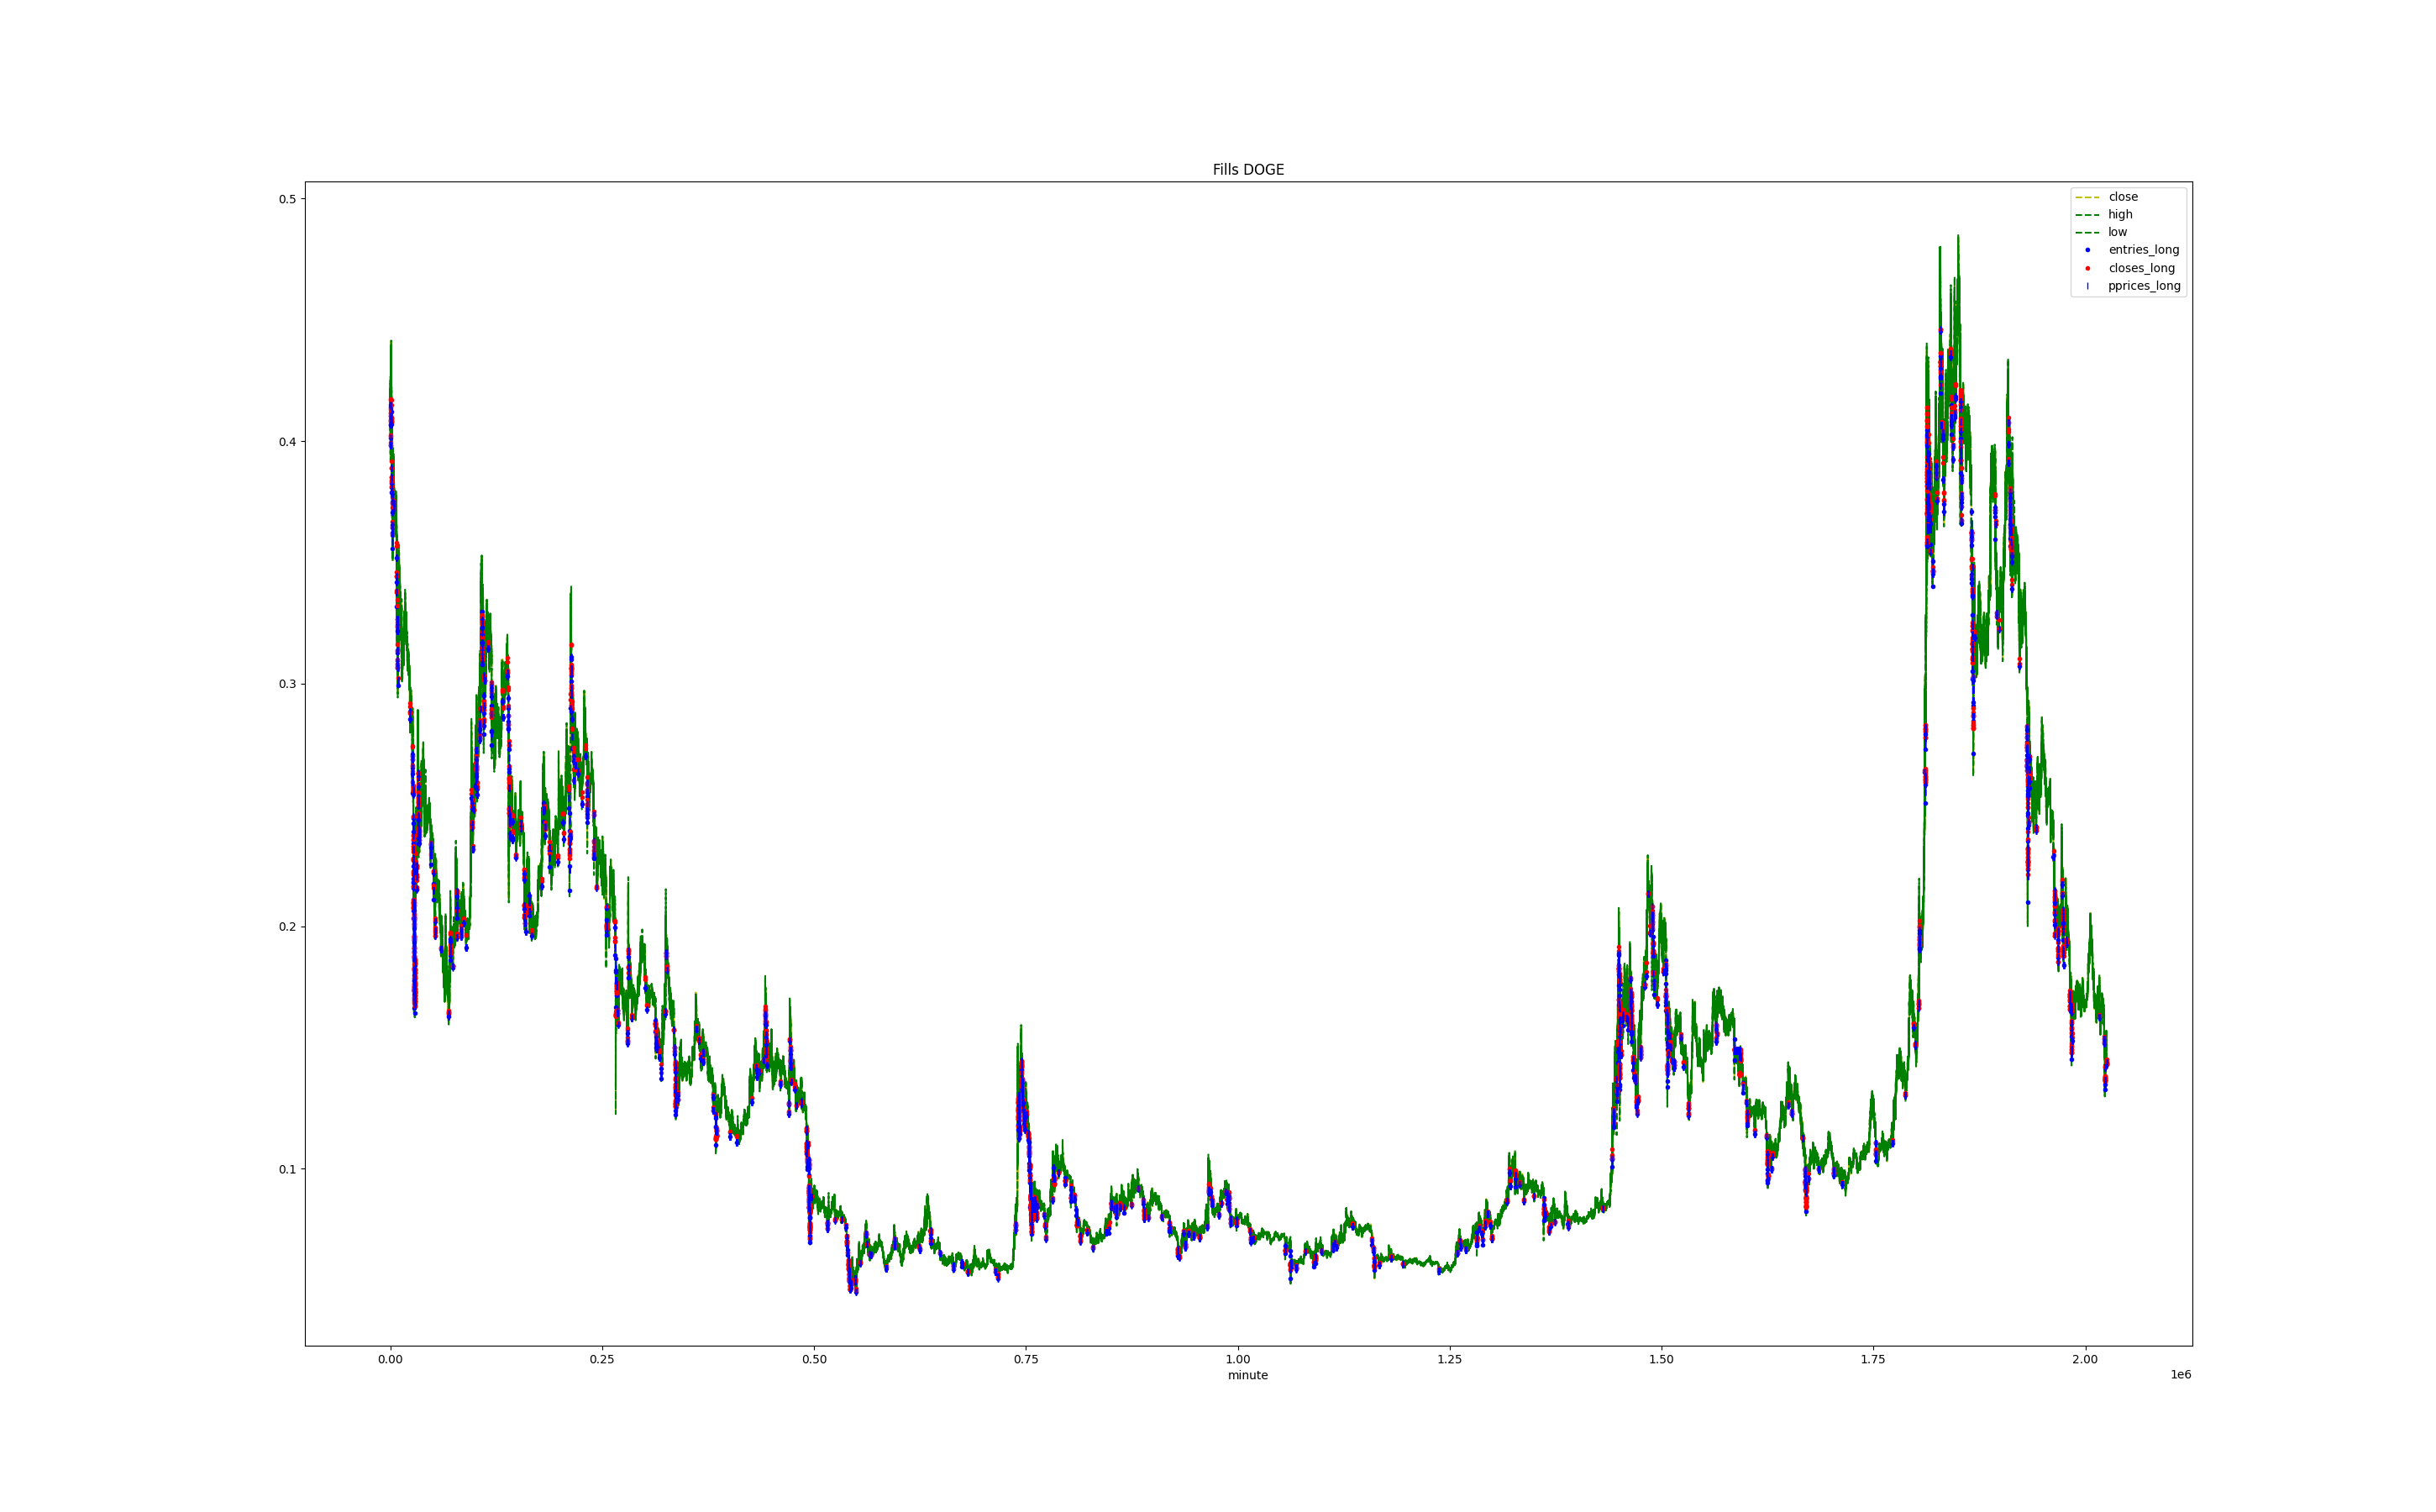 Fills DOGE
close
high
low
entries_long
closes_long
pprices_long
0.5
0.4
0.3
0.2
0.1
0.00 0.25 0.50 0.75 1.00 1.25 1.50 1.75 2.00
1e6
minute